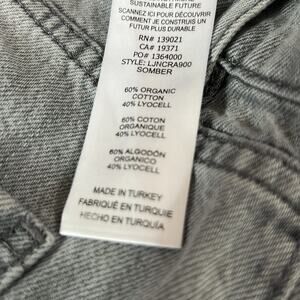 SUSTAINABLE FUTURE
SCANNEZ ICI POUR DÉCOUVRIR
COMMENT JE CONSTRUIS UN
FUTUR PLUS DURABLE
RN# 139021
CA# 19371
PO# 1364000
STYLE: LJNCRA900
SOMBER
60% ORGANIC
COTTON
40% LYOCELL
60% COTON
ORGANIQUE
40% LYOCELL
60% ALGODÓN
ORGANICO
40% LYOCELL
MADE IN TURKEY
FABRIQUÉ EN TURQUIE
HECHO EN TURQUÍA